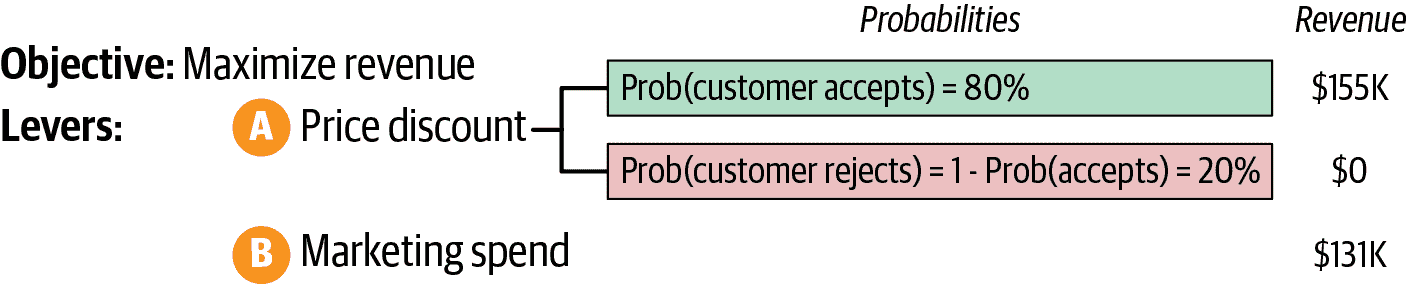 Probabilities Revenue
Objective: Maximize revenue
Prob(customer accepts) = 80% $155K
Levers: A Price discount
Prob(customer rejects) = 1 - Prob(accepts) = 20% $0
B Marketing spend $131K